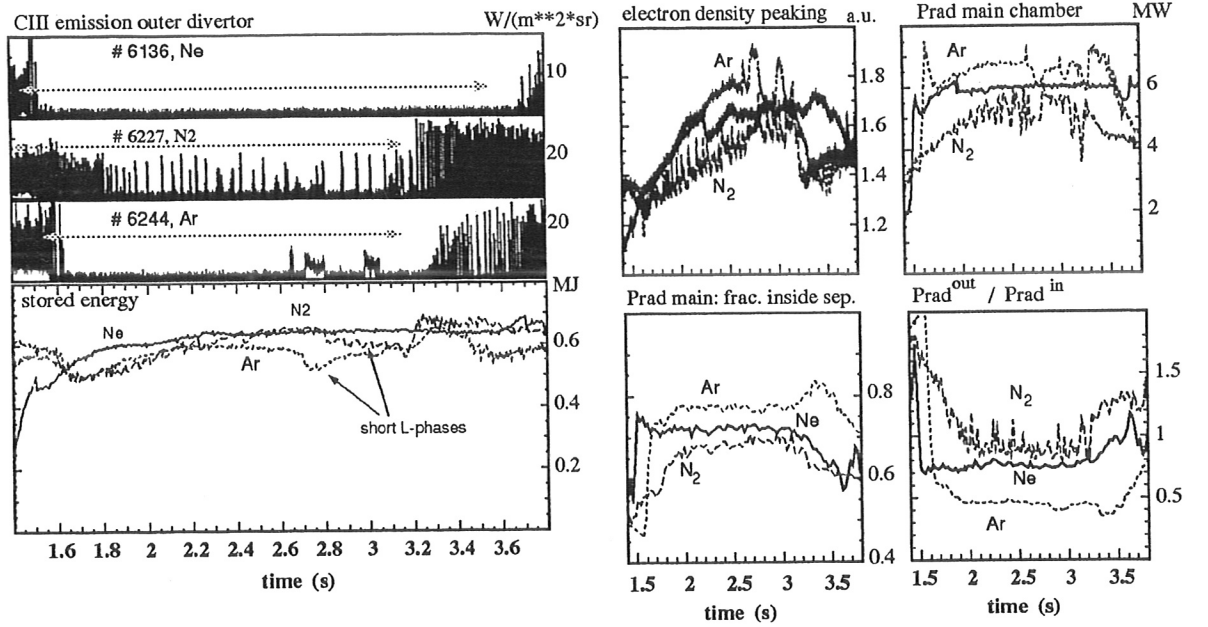 CIII emission outer divertor W/(m**2*sr)
# 6136, Ne
10
# 6227, N2
20
# 6244, Ar
20
stored energy MJ
Ne
N2
Ar
short L-phases
0.6
0.4
0.2
1.6 1.8 2 2.2 2.4 2.6 2.8 3 3.2 3.4 3.6
time (s)
electron density peaking a.u.
Ar
N2
1.8
1.6
1.4
1.2
Prad main chamber MW
Ar
N2
6
4
2
Prad main: frac. inside sep.
Ar
Ne
N2
0.8
0.6
0.4
1.5 2 2.5 3 3.5
time (s)
Prad out / Prad in
N2
Ne
Ar
1.5
1
0.5
1.5 2 2.5 3 3.5
time (s)